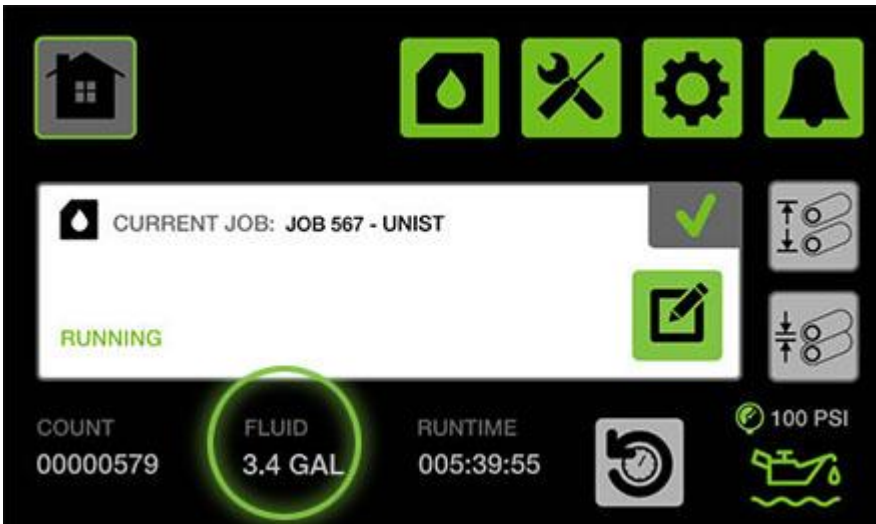 CURRENT JOB: JOB 567 - UNIST
RUNNING
COUNT
00000579
FLUID
3.4 GAL
RUNTIME
005:39:55
100 PSI